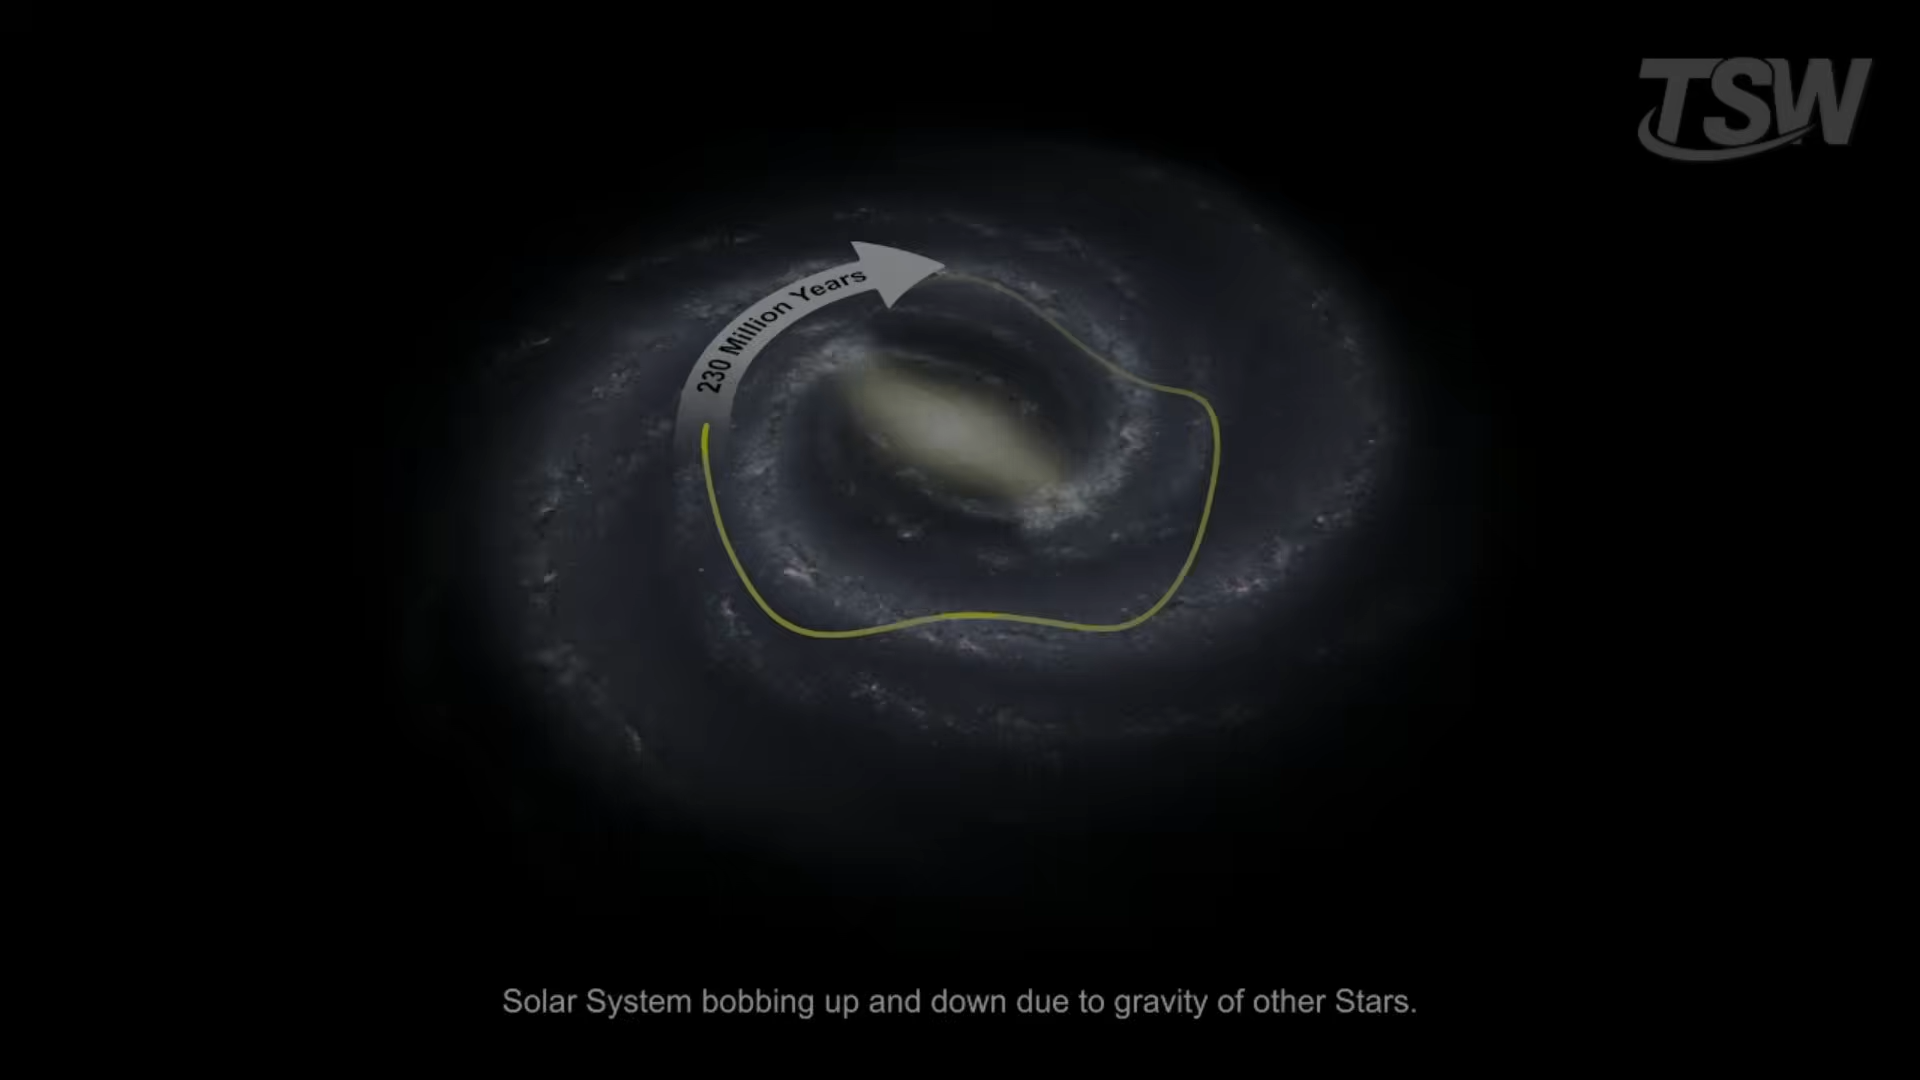 TSW
230 Million Years
Solar System bobbing up and down due to gravity of other Stars.